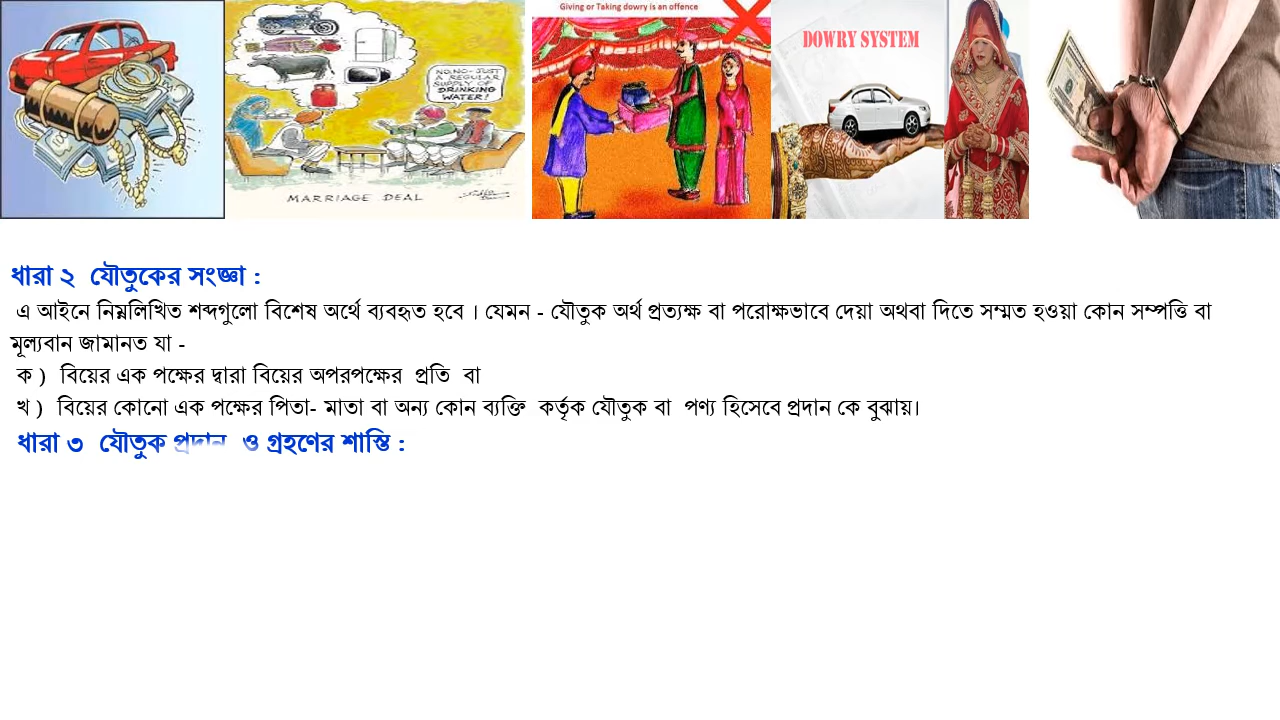 Giving or Taking dowry is an offence
NO.NO - JUST
A REGULAR
SUPPLY OF
DRINKING
WATER!
MARRIAGE DEAL
DOWRY SYSTEM
ধারা ২ যৌতুকের সংজ্ঞা :
এ আইনে নিম্নলিখিত শব্দগুলো বিশেষ অর্থে ব্যবহৃত হবে । যেমন - যৌতুক অর্থ প্রত্যক্ষ বা পরোক্ষভাবে দেয়া অথবা দিতে সম্মত হওয়া কোন সম্পত্তি বা
মূল্যবান জামানত যা -
ক ) বিয়ের এক পক্ষের দ্বারা বিয়ের অপরপক্ষের প্রতি বা
খ ) বিয়ের কোনো এক পক্ষের পিতা- মাতা বা অন্য কোন ব্যক্তি কর্তৃক যৌতুক বা পণ্য হিসেবে প্রদান কে বুঝায়।
ধারা ৩ যৌতুক প্রদান ও গ্রহণের শাস্তি :